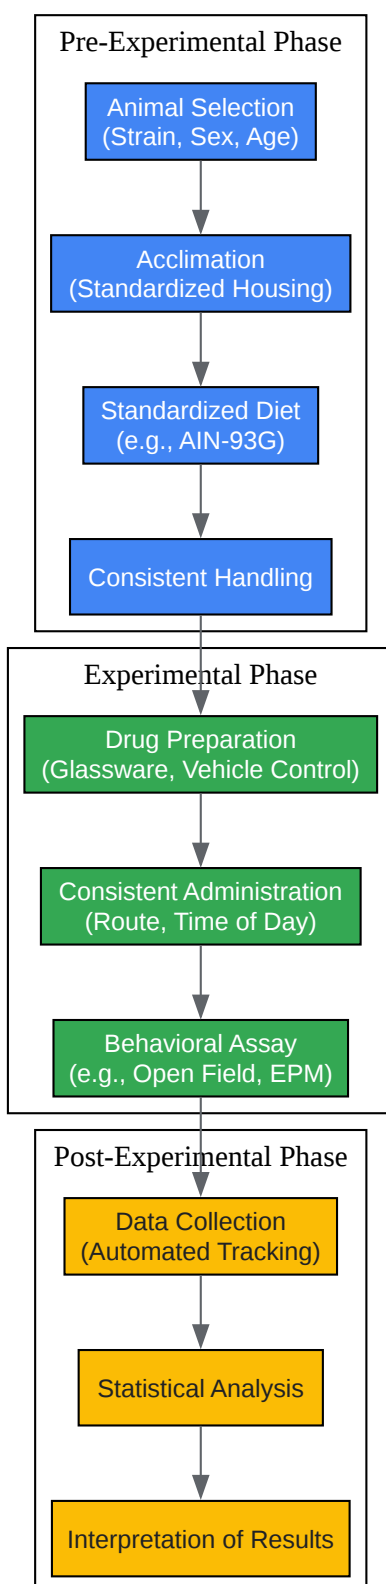 Pre-Experimental Phase
Animal Selection
(Strain, Sex, Age)
Acclimation
(Standardized Housing)
Standardized Diet
(e.g., AIN-93G)
Consistent Handling
Experimental Phase
Drug Preparation
(Glassware, Vehicle Control)
Consistent Administration
(Route, Time of Day)
Behavioral Assay
(e.g., Open Field, EPM)
Post-Experimental Phase
Data Collection
(Automated Tracking)
Statistical Analysis
Interpretation of Results